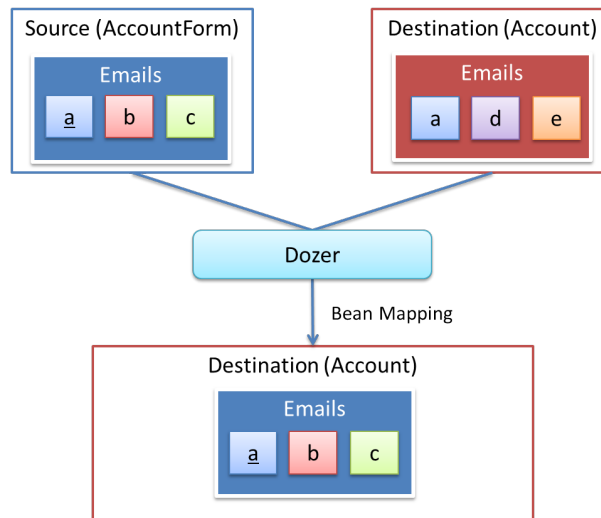 Source (AccountForm)
Emails
a b c
Destination (Account)
Emails
a d e
Dozer
Bean Mapping
Destination (Account)
Emails
a b c